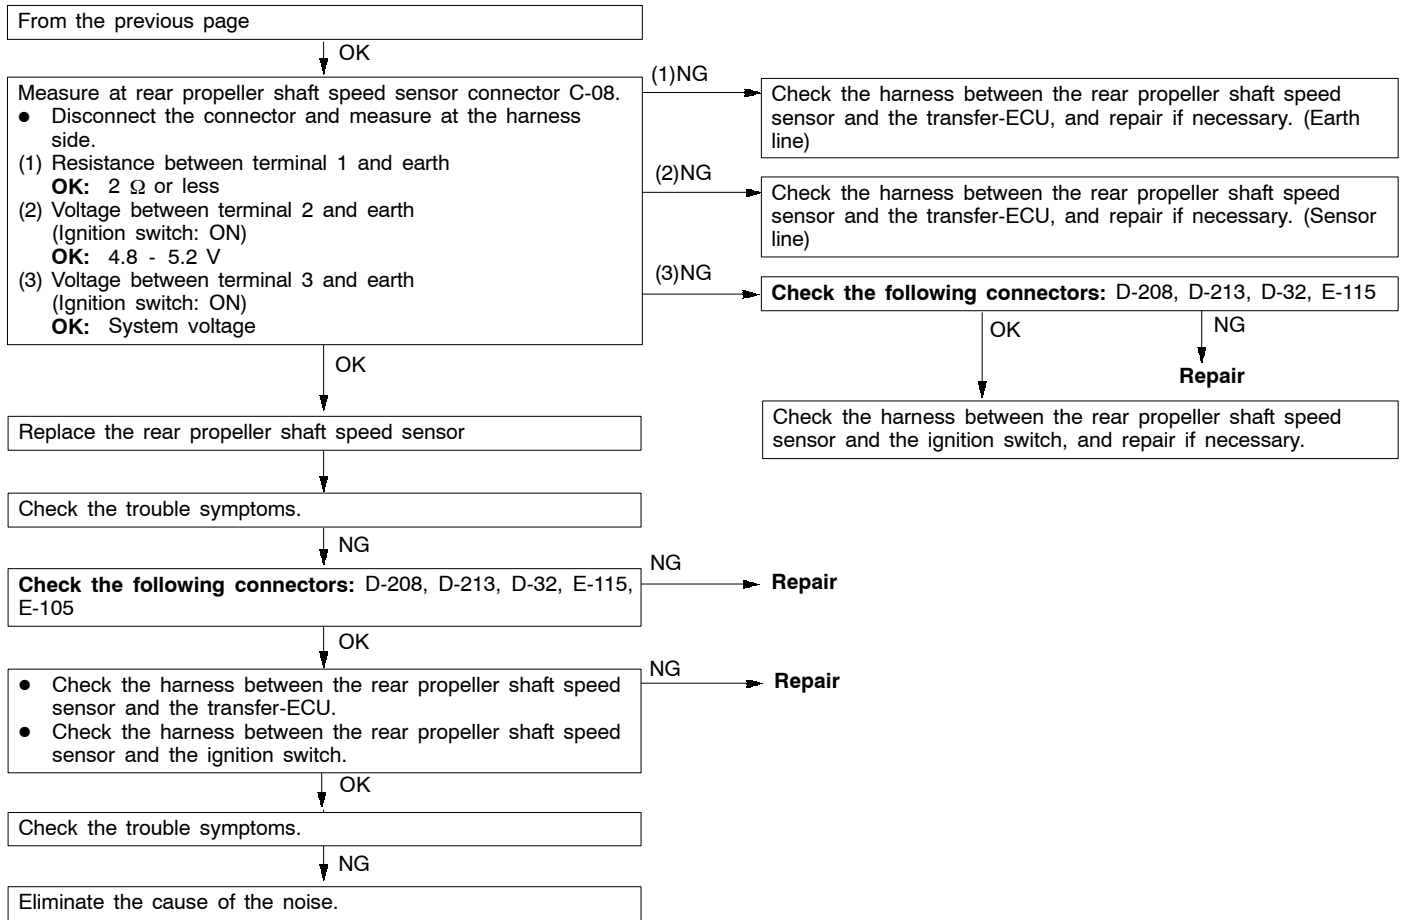 From the previous page
OK
Measure at rear propeller shaft speed sensor connector C-08.
● Disconnect the connector and measure at the harness
side.
(1) Resistance between terminal 1 and earth
OK: 2 Ω or less
(2) Voltage between terminal 2 and earth
(Ignition switch: ON)
OK: 4.8 - 5.2 V
(3) Voltage between terminal 3 and earth
(Ignition switch: ON)
OK: System voltage
(1)NG
Check the harness between the rear propeller shaft speed
sensor and the transfer-ECU, and repair if necessary. (Earth
line)
(2)NG
Check the harness between the rear propeller shaft speed
sensor and the transfer-ECU, and repair if necessary. (Sensor
line)
(3)NG
Check the following connectors: D-208, D-213, D-32, E-115
OK
NG
Repair
Check the harness between the rear propeller shaft speed
sensor and the ignition switch, and repair if necessary.
OK
Replace the rear propeller shaft speed sensor
Check the trouble symptoms.
NG
Check the following connectors: D-208, D-213, D-32, E-115,
E-105
NG
Repair
OK
● Check the harness between the rear propeller shaft speed
sensor and the transfer-ECU.
● Check the harness between the rear propeller shaft speed
sensor and the ignition switch.
NG
Repair
OK
Check the trouble symptoms.
NG
Eliminate the cause of the noise.